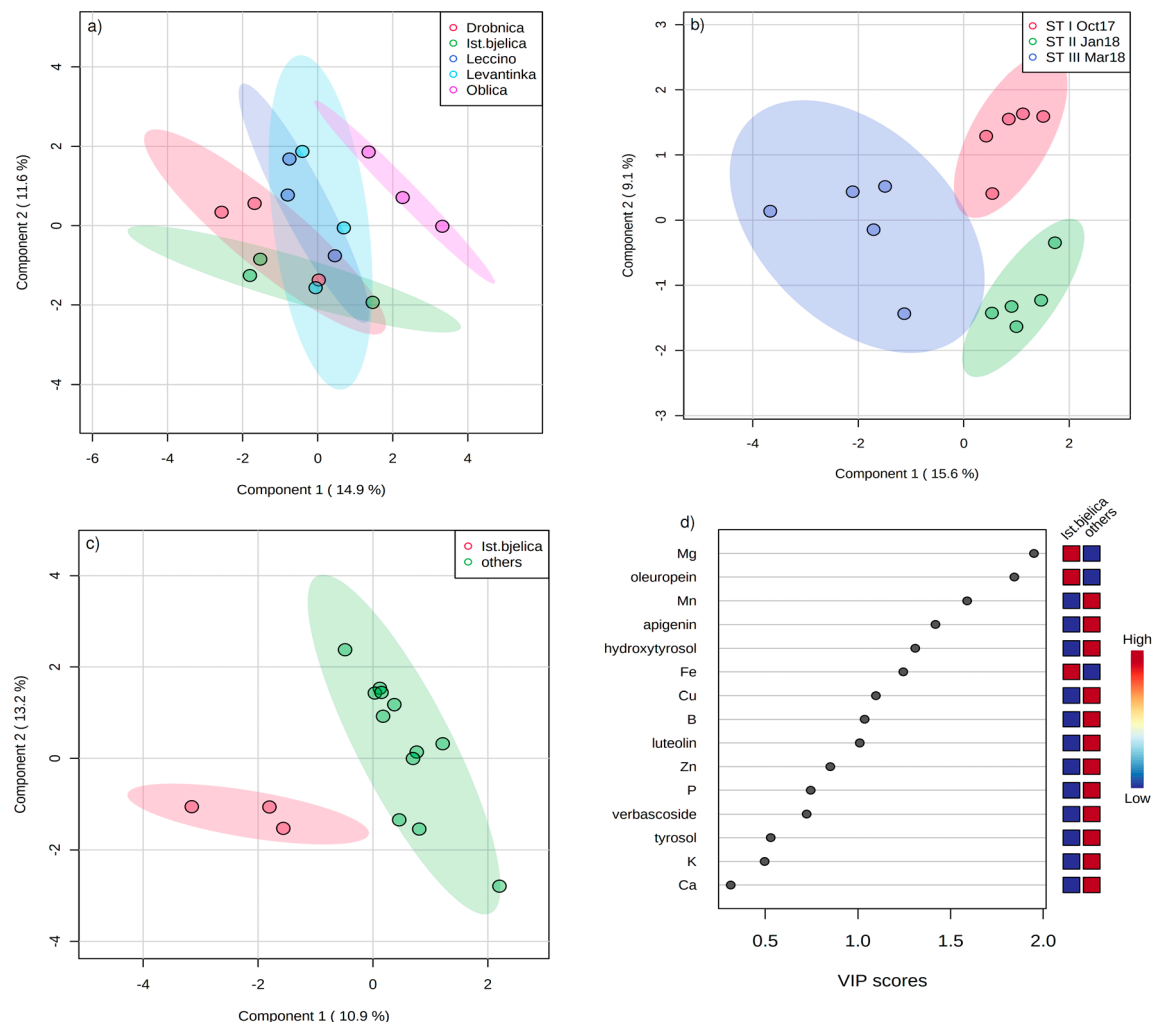 a)
Drobnica
Ist.bjelica
Leccino
Levantinka
Oblica
4
2
0
-2
-4
Component 2 ( 11.6 %)
-6
-4
-2
0
2
4
Component 1 ( 14.9 %)
b)
ST I Oct17
ST II Jan18
ST III Mar18
3
2
1
0
-1
-2
-3
Component 2 ( 9.1 %)
-4
-2
0
2
Component 1 ( 15.6 %)
c)
Ist.bjelica
others
4
2
0
-2
-4
Component 2 ( 13.2 %)
-4
-2
0
2
Component 1 ( 10.9 %)
d)
Ist.bjelica
others
Mg
oleuropein
Mn
apigenin
hydroxytyrosol
Fe
Cu
B
luteolin
Zn
P
verbascoside
tyrosol
K
Ca
0.5
1.0
1.5
2.0
VIP scores
High
Low